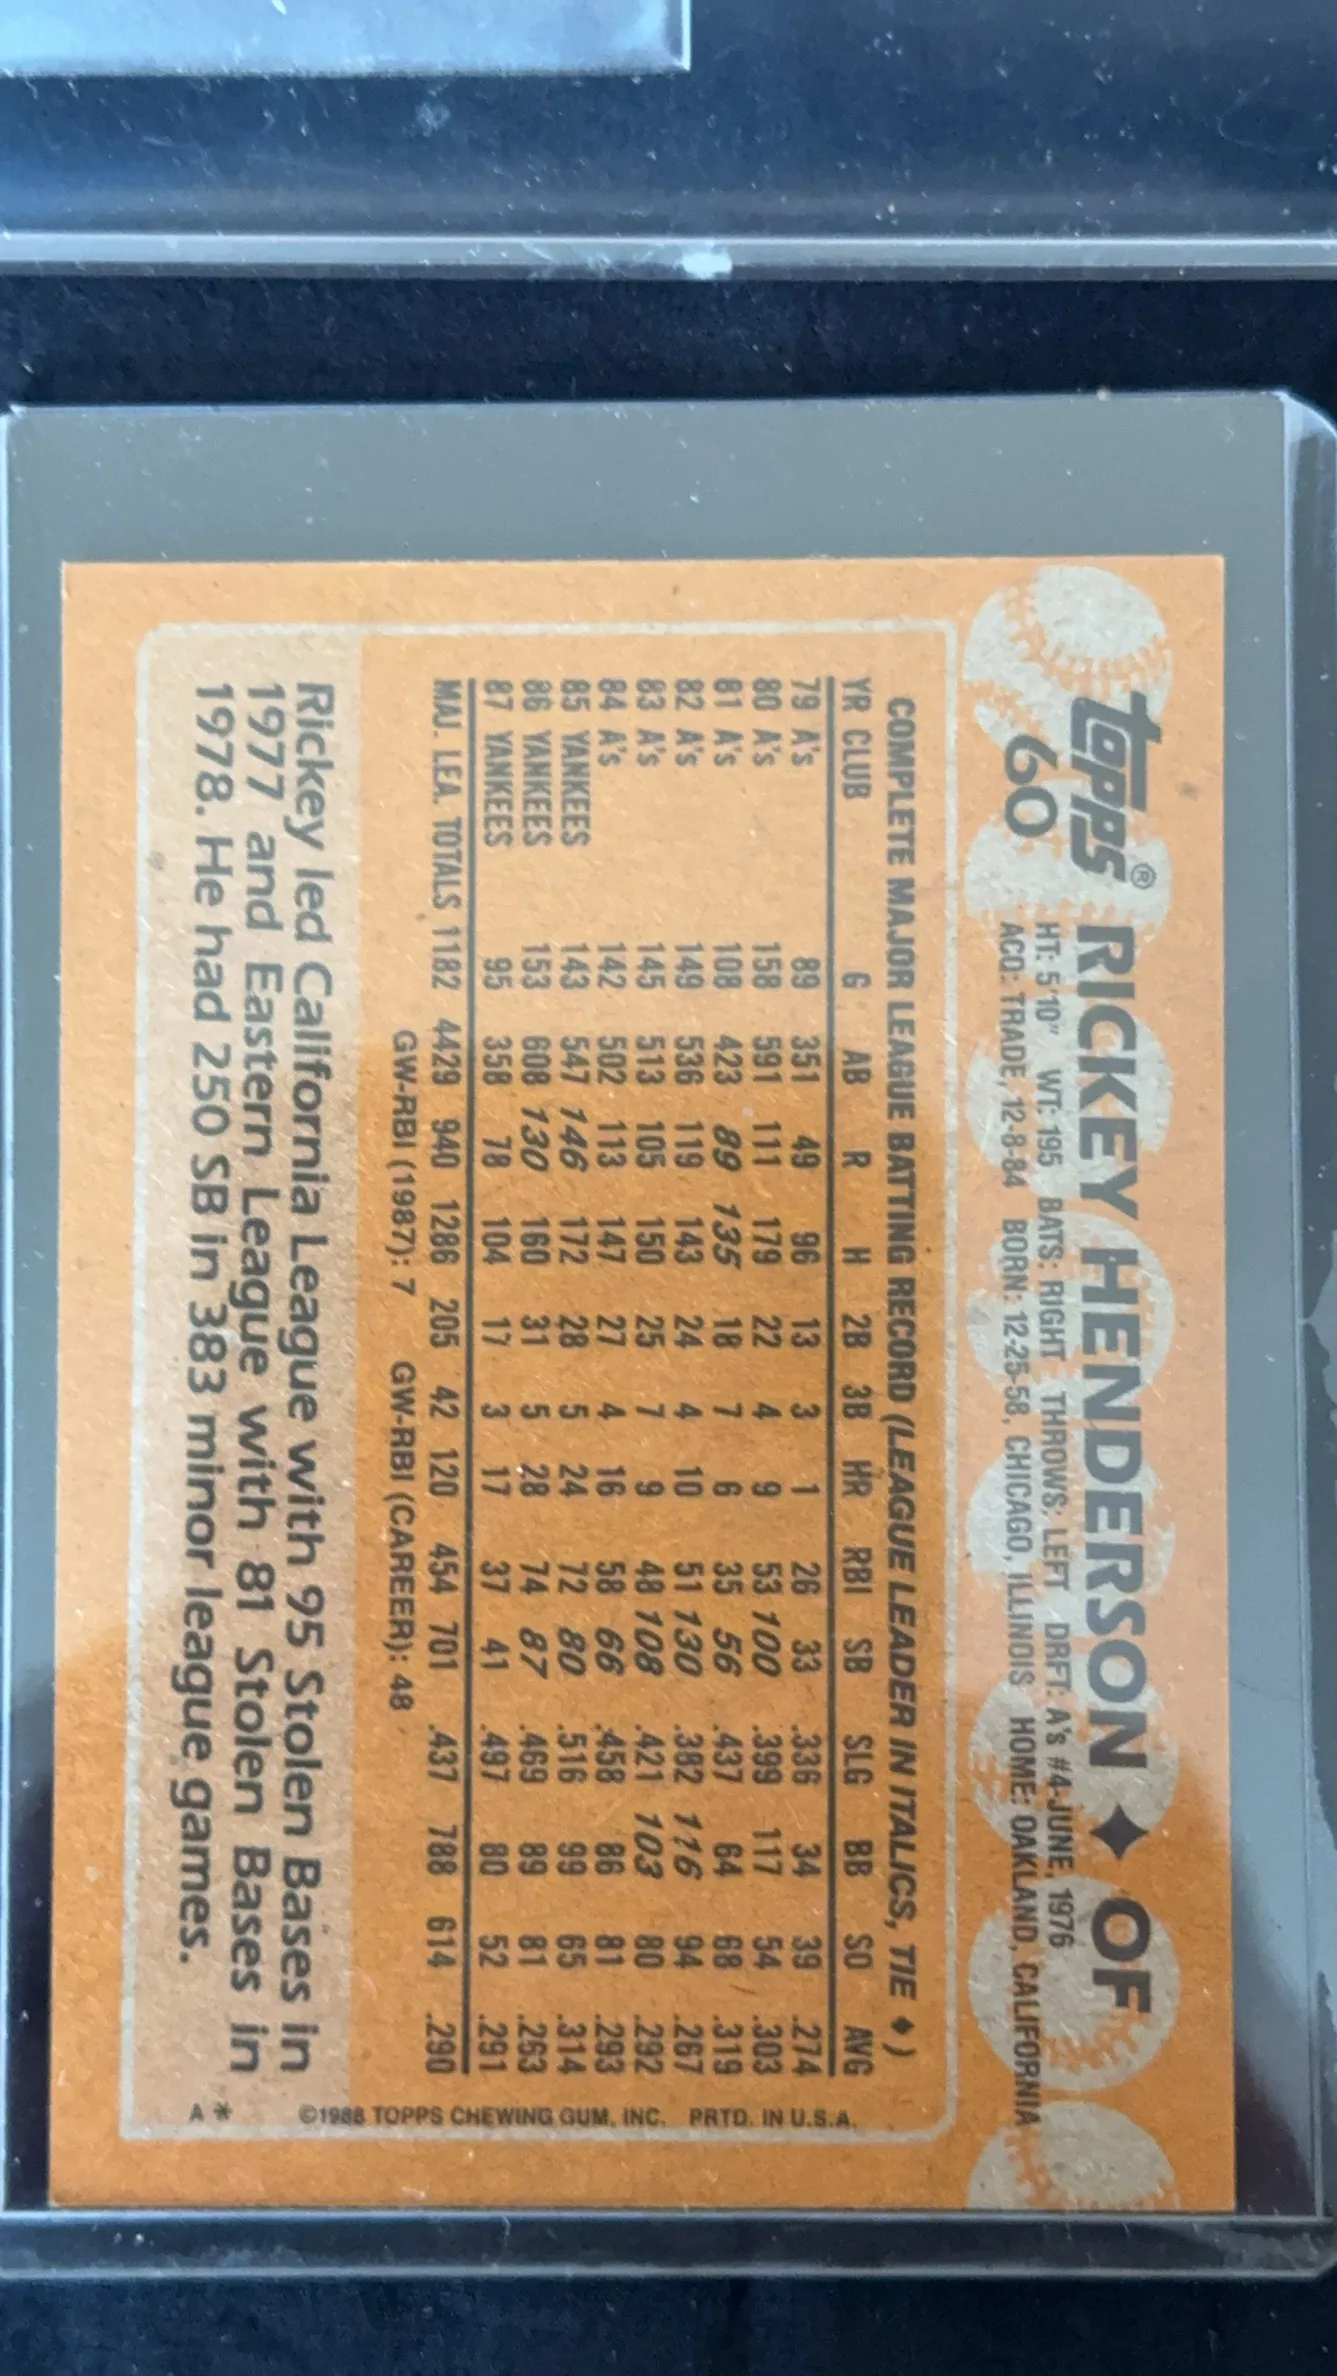 topps® RICKEY HENDERSON ♦ OF
60
HT: 5'10" WT: 195 BATS: RIGHT THROWS: LEFT DRFT: A's #4-JUNE, 1976
ACQ: TRADE, 12-8-84 BORN: 12-25-58, CHICAGO, ILLINOIS HOME: OAKLAND, CALIFORNIA
COMPLETE MAJOR LEAGUE BATTING RECORD (LEAGUE LEADER IN ITALICS, TIE ♦)
YR CLUB G AB R H 2B 3B HR RBI SB SLG BB SO AVG
79 A's 89 351 49 96 13 3 1 26 33 .336 34 39 .274
80 A's 158 591 111 179 22 4 9 53 100 .399 117 54 .303
81 A's 108 423 89 135 18 7 6 35 56 .437 64 68 .319
82 A's 149 536 119 143 24 4 10 51 130 .382 116 94 .267
83 A's 145 513 105 150 25 7 9 48 108 .421 103 80 .292
84 A's 142 502 113 147 27 4 16 58 66 .458 86 81 .293
85 YANKEES 143 547 146 172 28 5 24 72 80 .516 99 65 .314
86 YANKEES 153 608 130 160 31 5 28 74 87 .469 89 81 .263
87 YANKEES 95 358 78 104 17 3 17 37 41 .497 80 52 .291
MAJ. LEA. TOTALS 1182 4429 940 1286 205 42 120 454 701 .437 788 614 .290
GW-RBI (1987): 7 GW-RBI (CAREER): 48
Rickey led California League with 95 Stolen Bases in
1977 and Eastern League with 81 Stolen Bases in
1978. He had 250 SB in 383 minor league games.
©1988 TOPPS CHEWING GUM, INC. PRTD. IN U.S.A.
A*